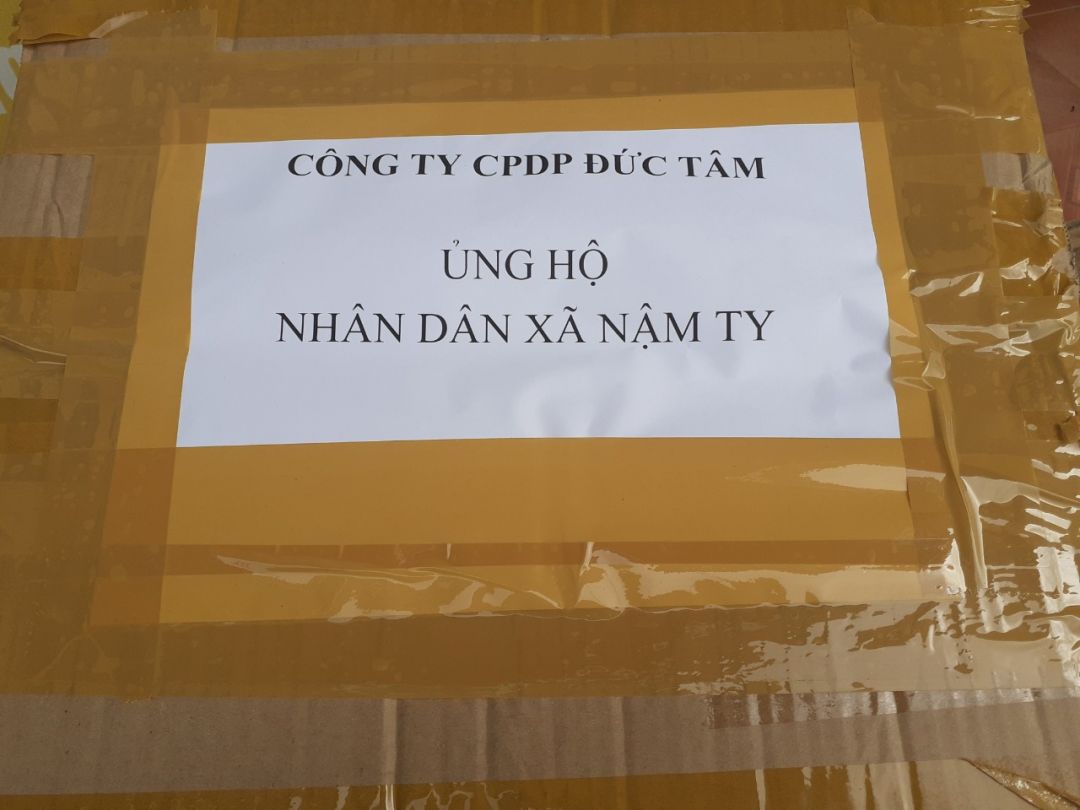 CÔNG TY CPDP ĐỨC TÂM
ỦNG HỘ
NHÂN DÂN XÃ NẬM TY